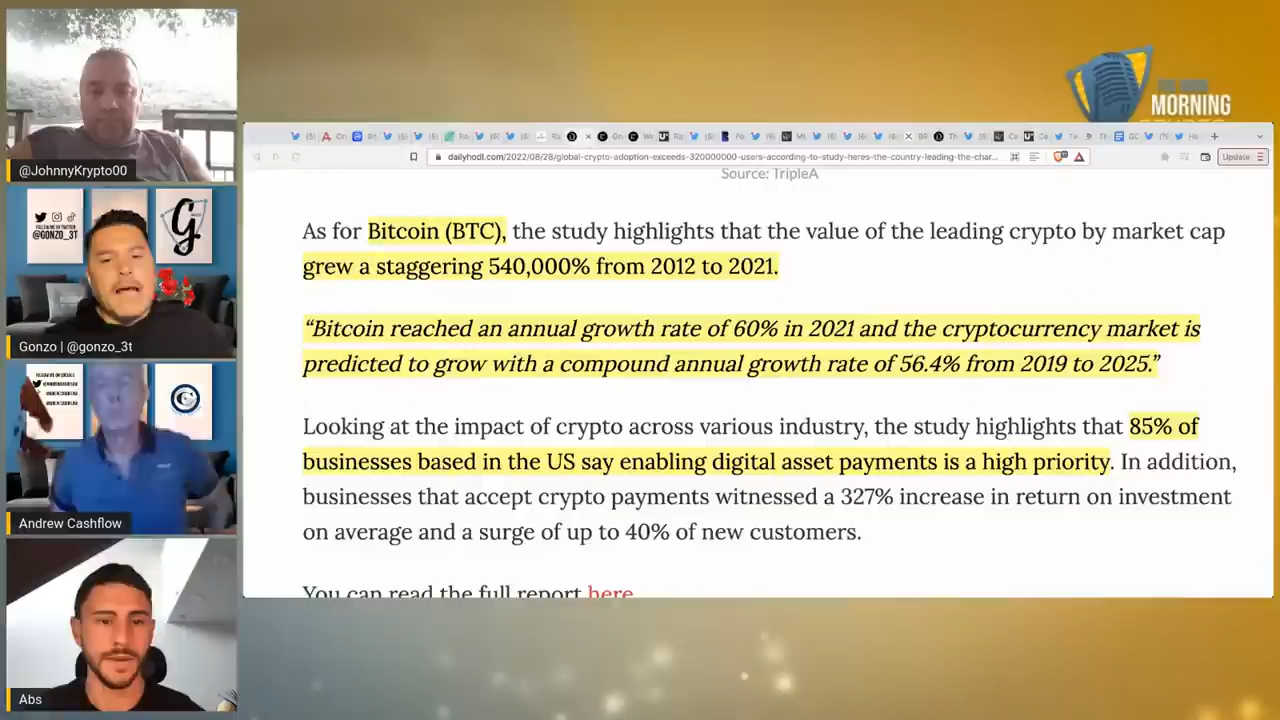 @JohnnyKrypto00
FOLLOW ME ON TWITTER
@GONZO_3T
G
Gonzo | @gonzo_3t
Andrew Cashflow
Abs
MORNING
dailyhodl.com/2022/08/28/global-crypto-adoption-exceeds-320000000-users-according-to-study-heres-the-country-leading-the-char...
Update
Source: TripleA
As for Bitcoin (BTC), the study highlights that the value of the leading crypto by market cap
grew a staggering 540,000% from 2012 to 2021.
“Bitcoin reached an annual growth rate of 60% in 2021 and the cryptocurrency market is
predicted to grow with a compound annual growth rate of 56.4% from 2019 to 2025.”
Looking at the impact of crypto across various industry, the study highlights that 85% of
businesses based in the US say enabling digital asset payments is a high priority. In addition,
businesses that accept crypto payments witnessed a 327% increase in return on investment
on average and a surge of up to 40% of new customers.
You can read the full report here